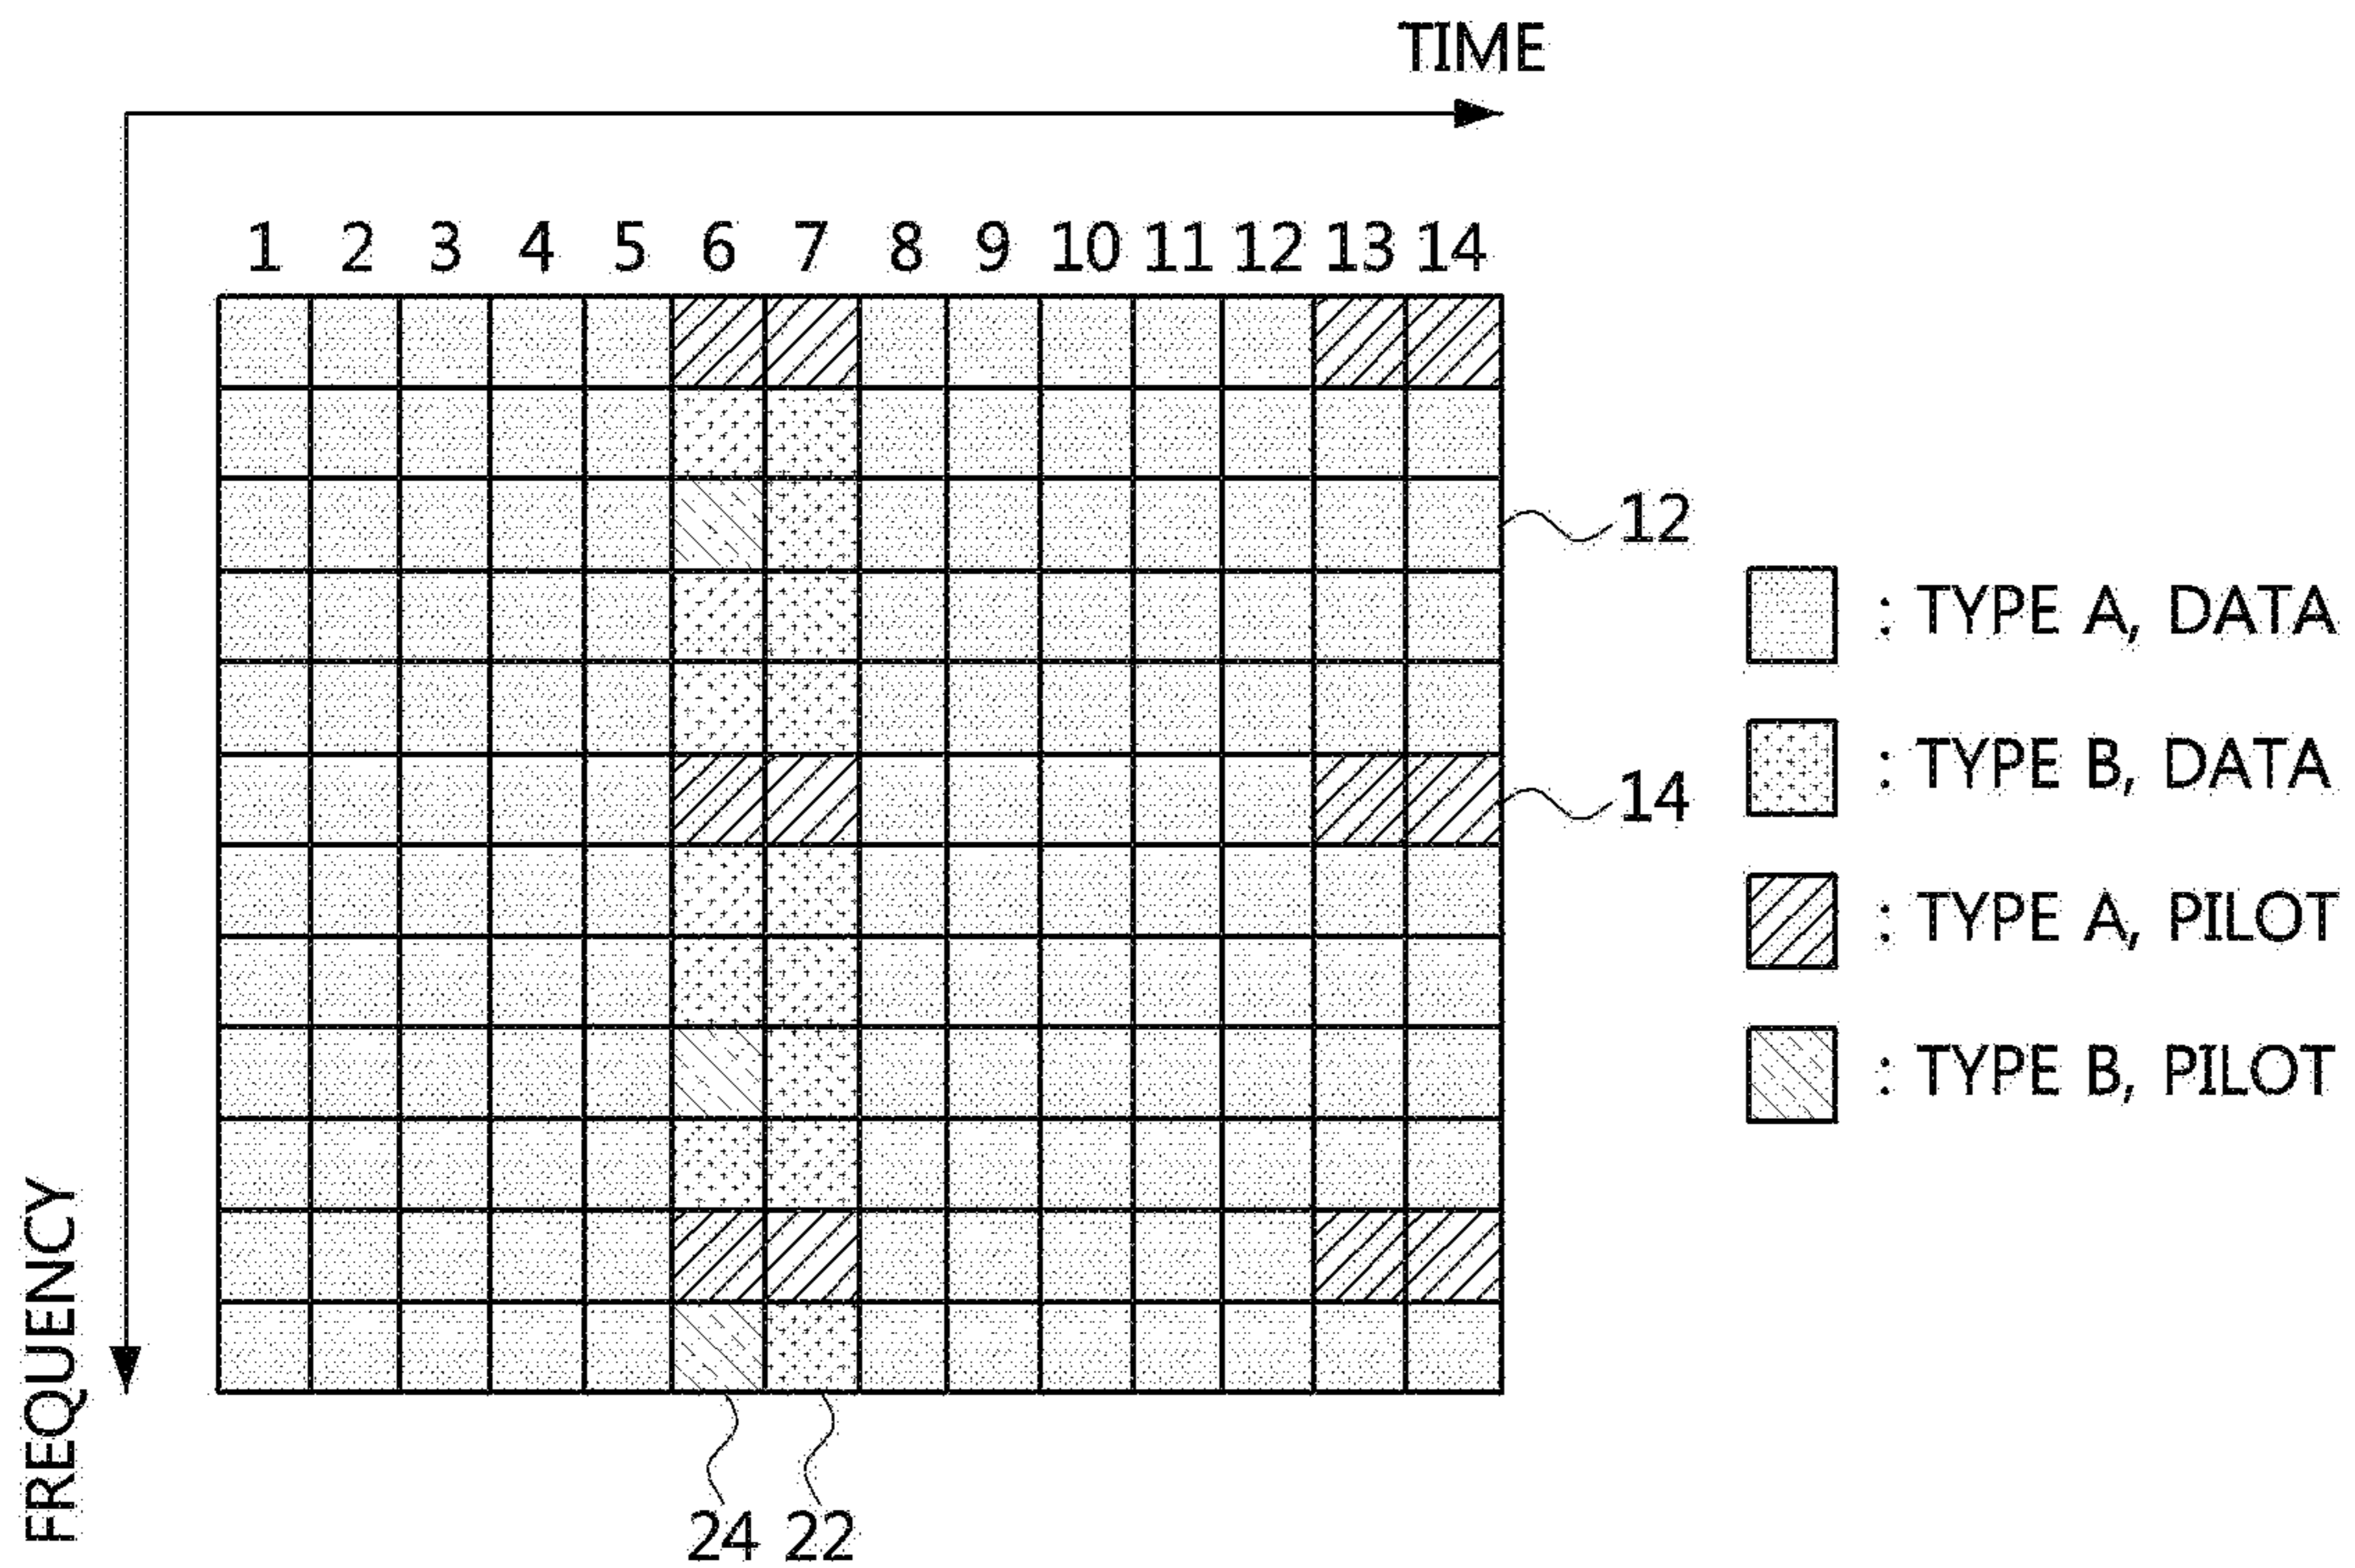 TIME
1 2 3 4 5 6 7 8 9 10 11 12 13 14
12
: TYPE A, DATA
: TYPE B, DATA
14
: TYPE A, PILOT
: TYPE B, PILOT
FREQUENCY
24 22